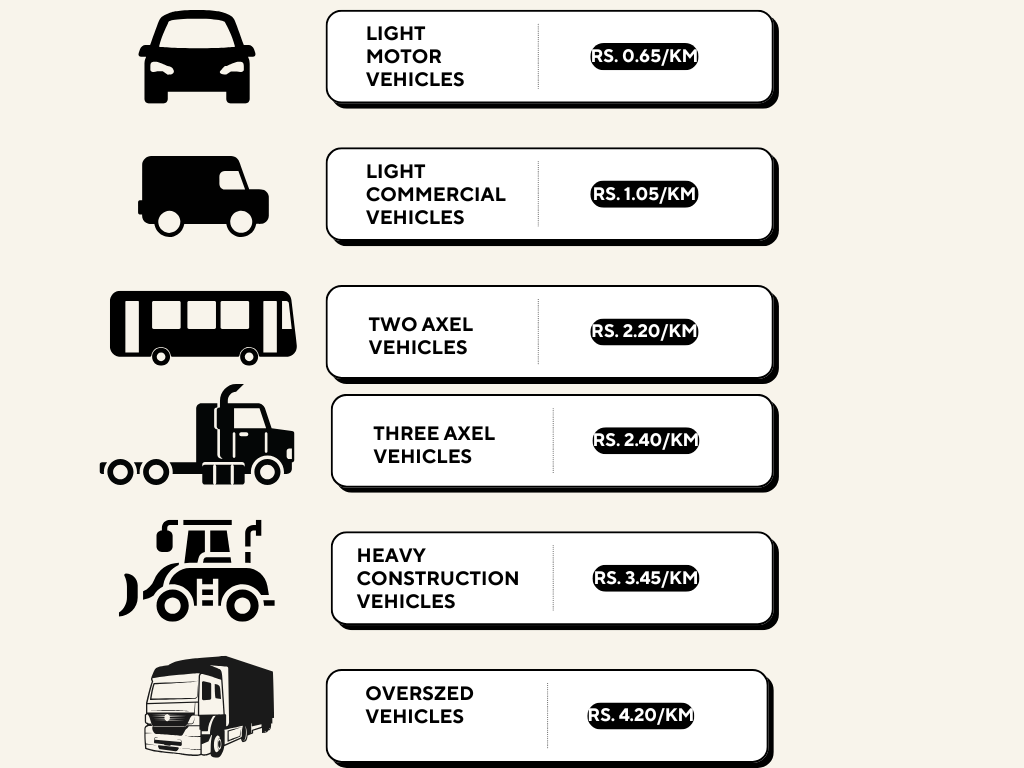 LIGHT
MOTOR
VEHICLES
RS. 0.65/KM
LIGHT
COMMERCIAL
VEHICLES
RS. 1.05/KM
TWO AXEL
VEHICLES
RS. 2.20/KM
THREE AXEL
VEHICLES
RS. 2.40/KM
HEAVY
CONSTRUCTION
VEHICLES
RS. 3.45/KM
OVERSZED
VEHICLES
RS. 4.20/KM